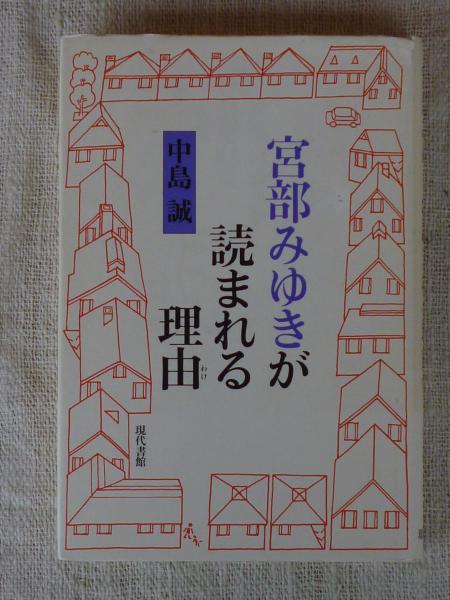 宮部みゆきが
読まれる
理由
わけ
中島 誠
現代書館